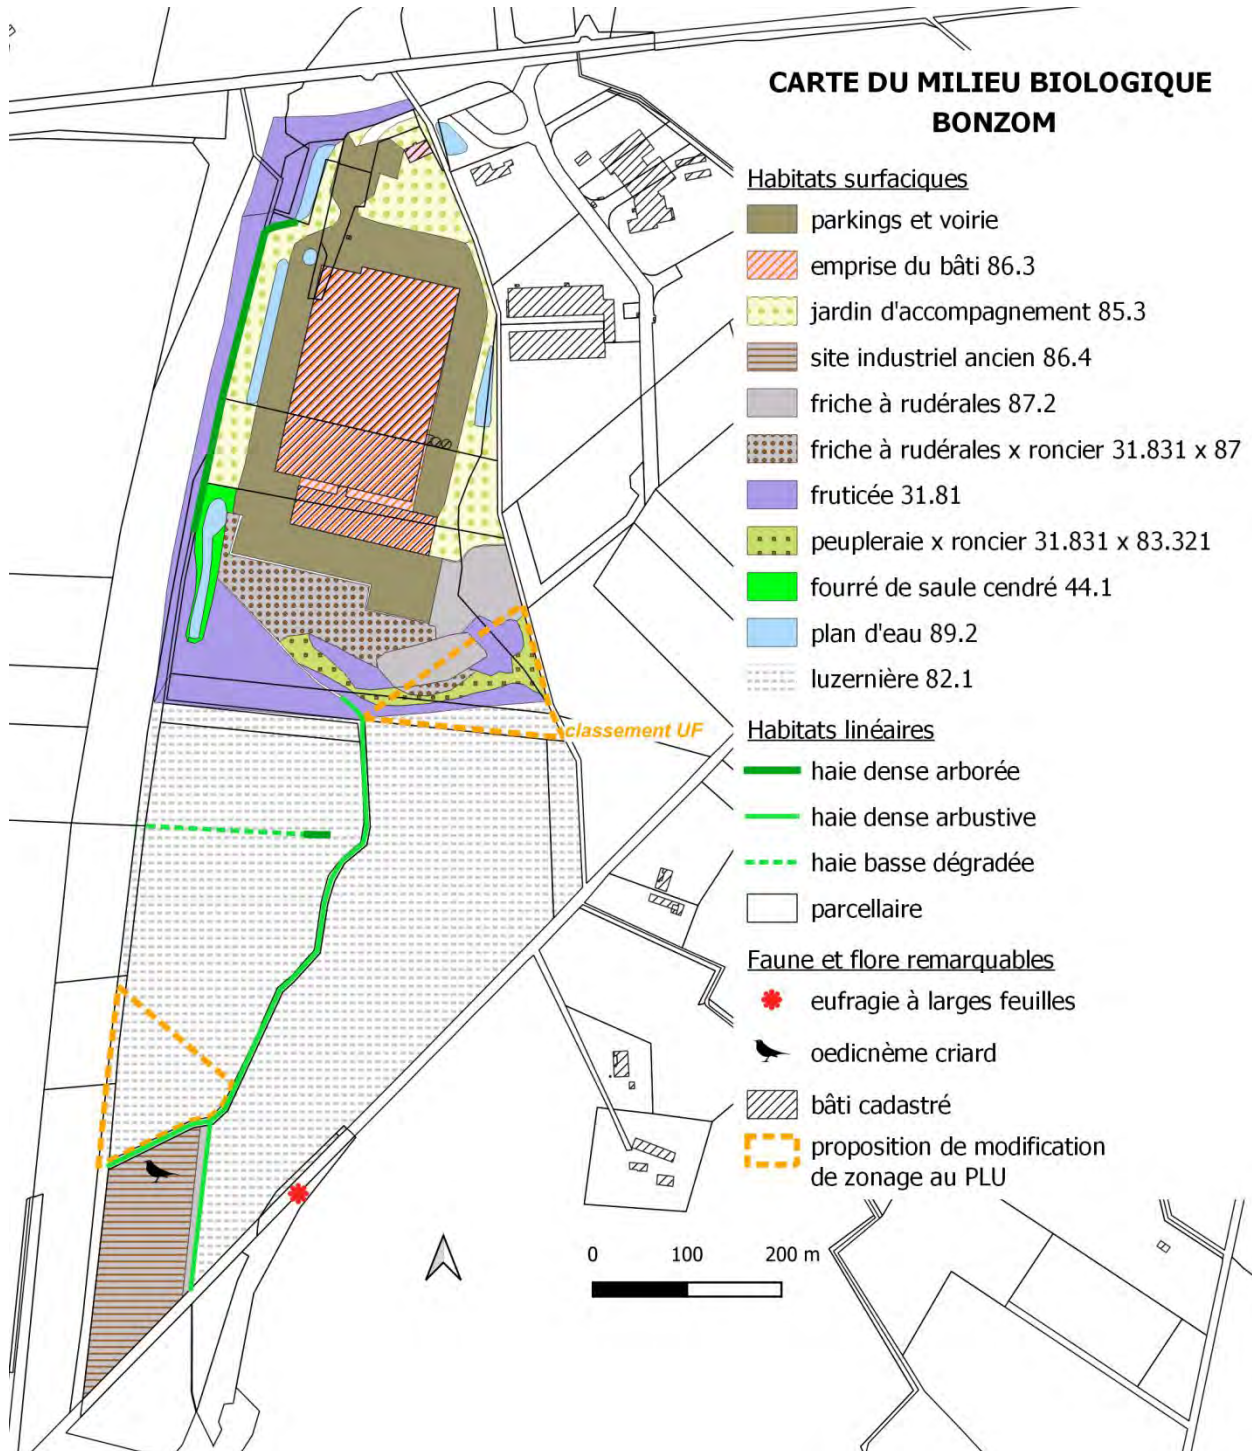 CARTE DU MILIEU BIOLOGIQUE
BONZOM
Habitats surfaciques
parkings et voirie
emprise du bâti 86.3
jardin d'accompagnement 85.3
site industriel ancien 86.4
friche à rudérales 87.2
friche à rudérales x roncier 31.831 x 87
fruticée 31.81
peupleraie x roncier 31.831 x 83.321
fourré de saule cendré 44.1
plan d'eau 89.2
luzernière 82.1
classement UF
Habitats linéaires
haie dense arborée
haie dense arbustive
haie basse dégradée
parcellaire
Faune et flore remarquables
eufragie à larges feuilles
oedicnème criard
bâti cadastré
proposition de modification
de zonage au PLU
0 100 200 m